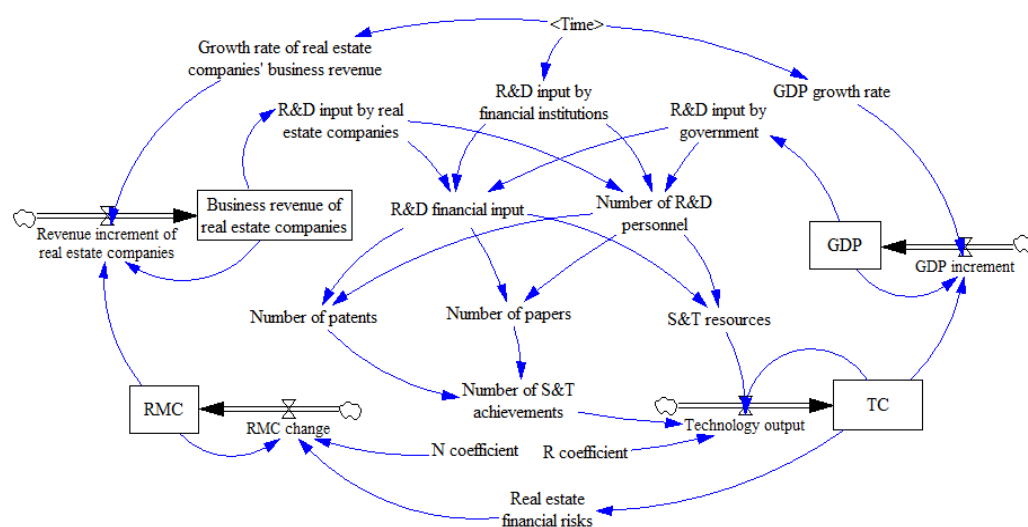 <Time>
Growth rate of real estate
companies' business revenue
R&D input by real
estate companies
R&D input by
financial institutions
R&D input by
government
GDP growth rate
Business revenue of
real estate companies
Revenue increment of
real estate companies
R&D financial input
Number of R&D
personnel
GDP
GDP increment
Number of patents
Number of papers
S&T resources
Number of S&T
achievements
RMC
RMC change
Technology output
TC
N coefficient
R coefficient
Real estate
financial risks